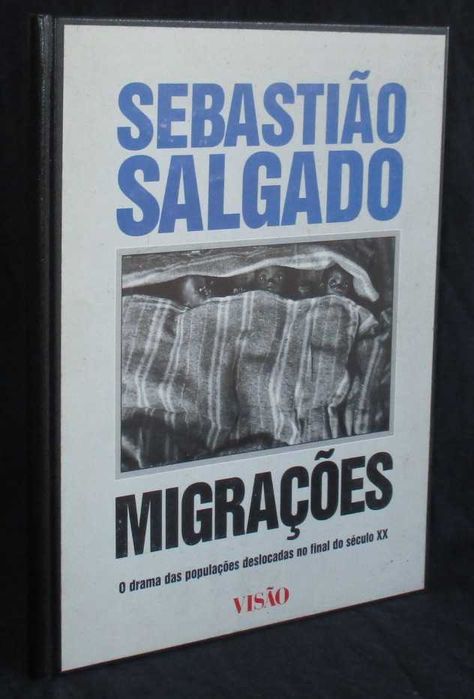 SEBASTIÃO
SALGADO
MIGRAÇÕES
O drama das populações deslocadas no final do século XX
VISÃO